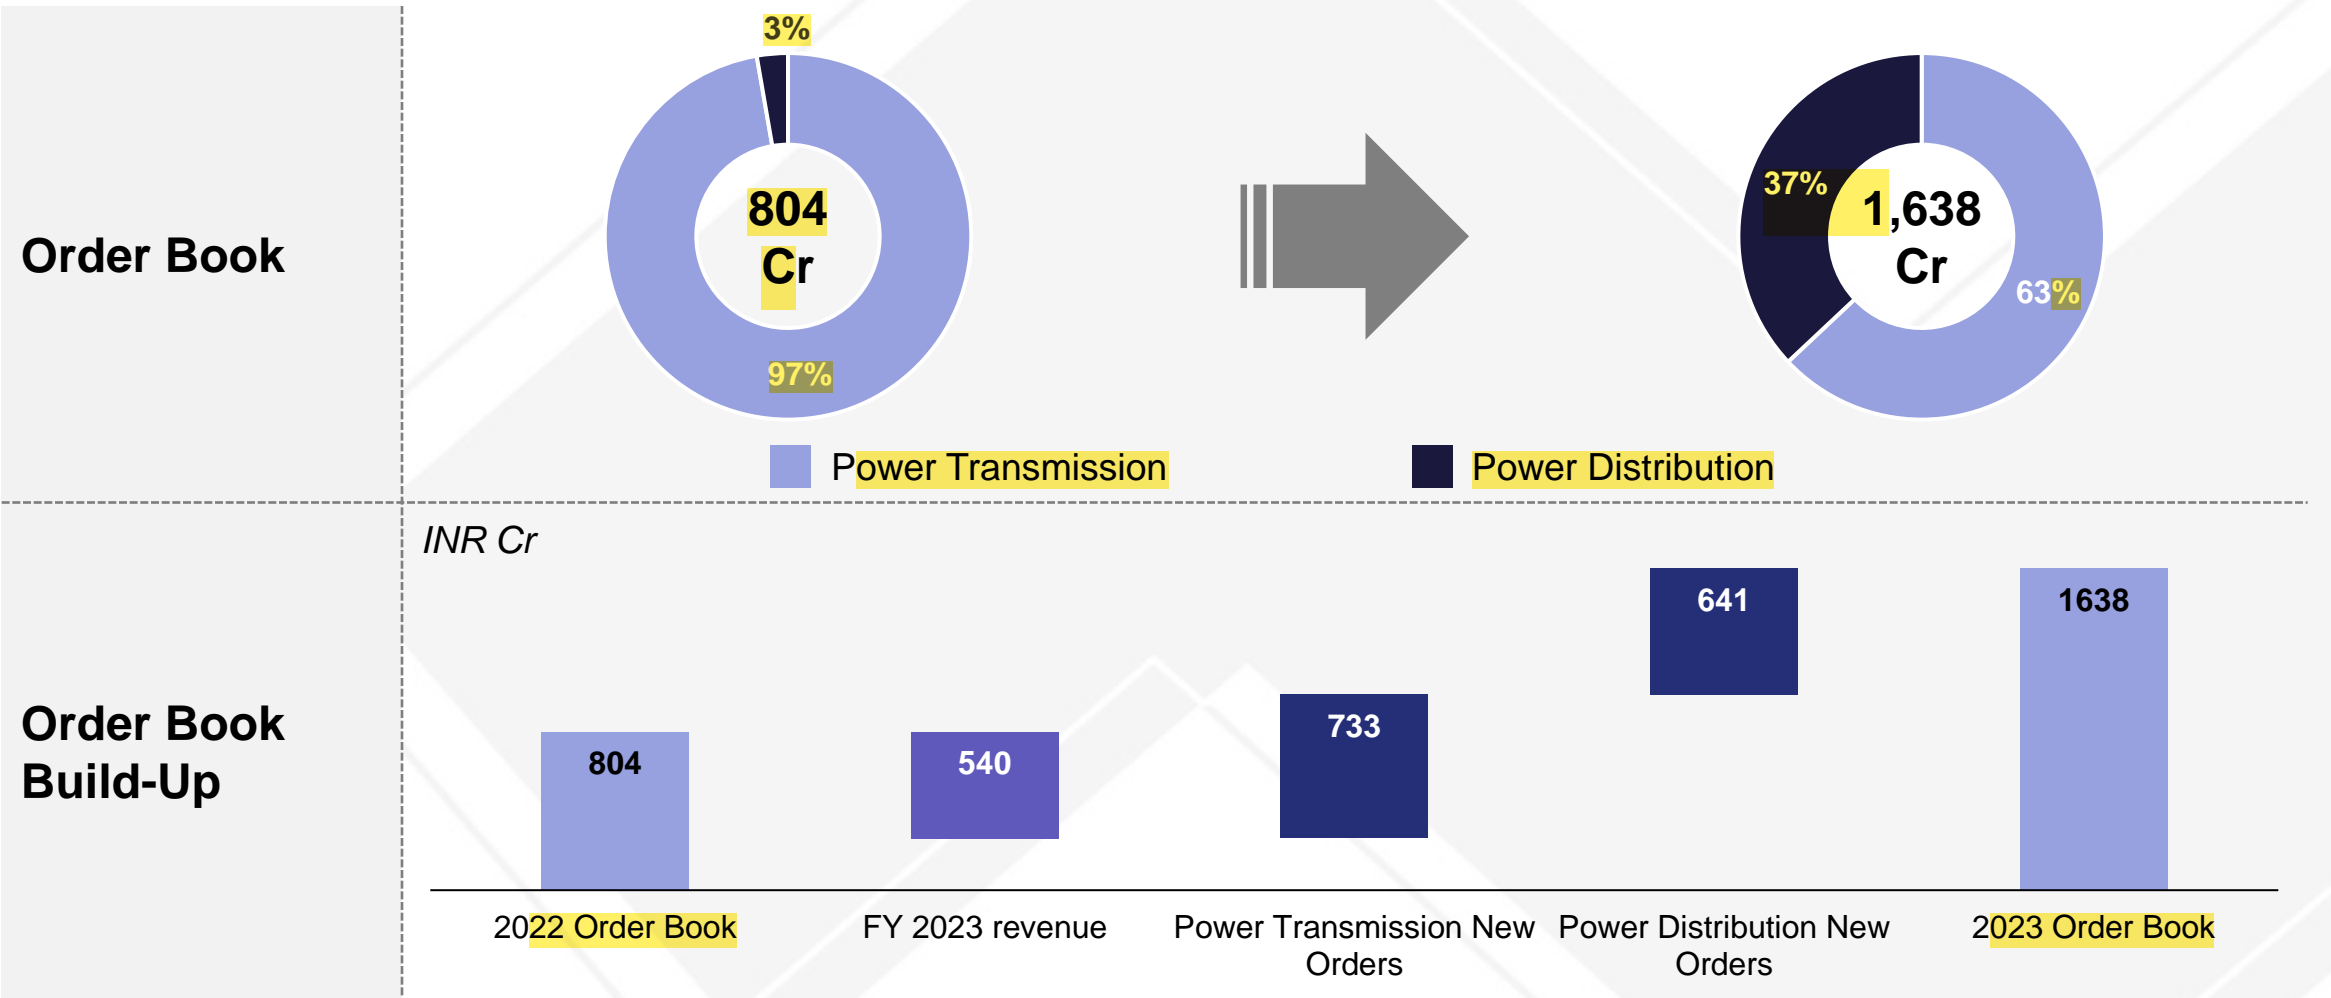 Order Book
3%
804
Cr
97%
37%
1,638
Cr
63%
Power Transmission
Power Distribution
INR Cr
Order Book
Build-Up
804
540
733
641
1638
2022 Order Book
FY 2023 revenue
Power Transmission New
Orders
Power Distribution New
Orders
2023 Order Book